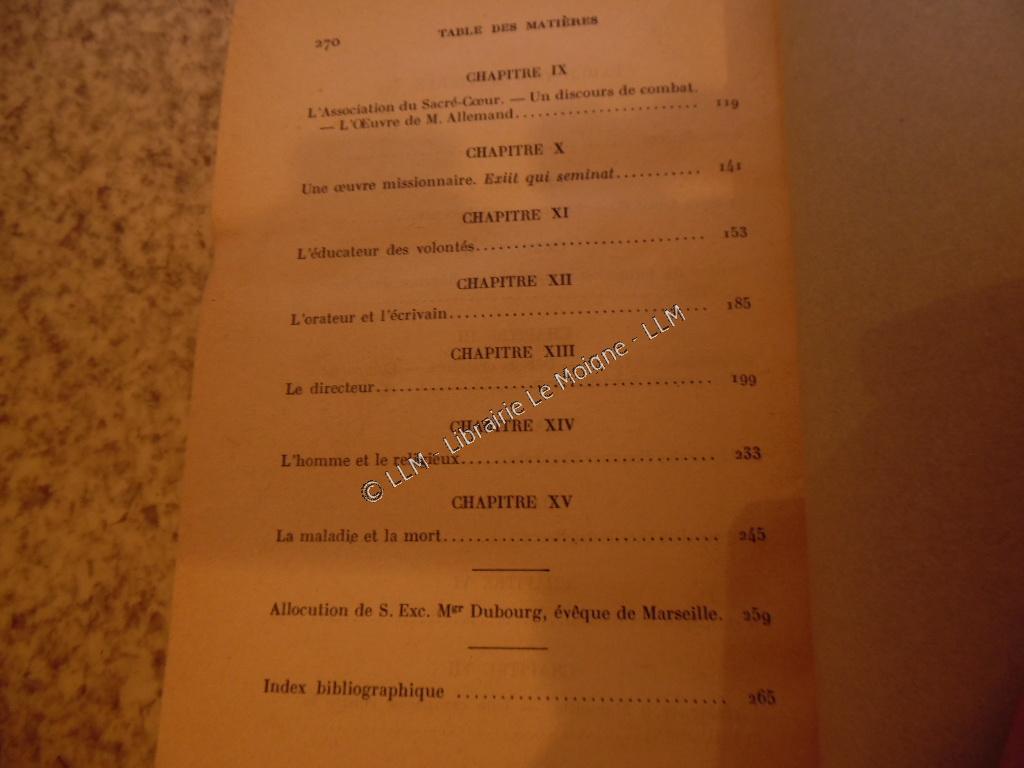 270 TABLE DES MATIÈRES
CHAPITRE IX
L'Association du Sacré-Cœur. — Un discours de combat.
— L'Œuvre de M. Allemand.......................... 119
CHAPITRE X
Une œuvre missionnaire. Exiit qui seminat........... 141
CHAPITRE XI
L'éducateur des volontés............................. 153
CHAPITRE XII
L'orateur et l'écrivain................................. 185
CHAPITRE XIII
Le directeur........................................... 199
CHAPITRE XIV
L'homme et le religieux................................ 233
CHAPITRE XV
La maladie et la mort................................. 245
Allocution de S. Exc. Mgr Dubourg, évêque de Marseille. 259
Index bibliographique ................................ 265
© LLM - Librairie Le Moigne - LLM